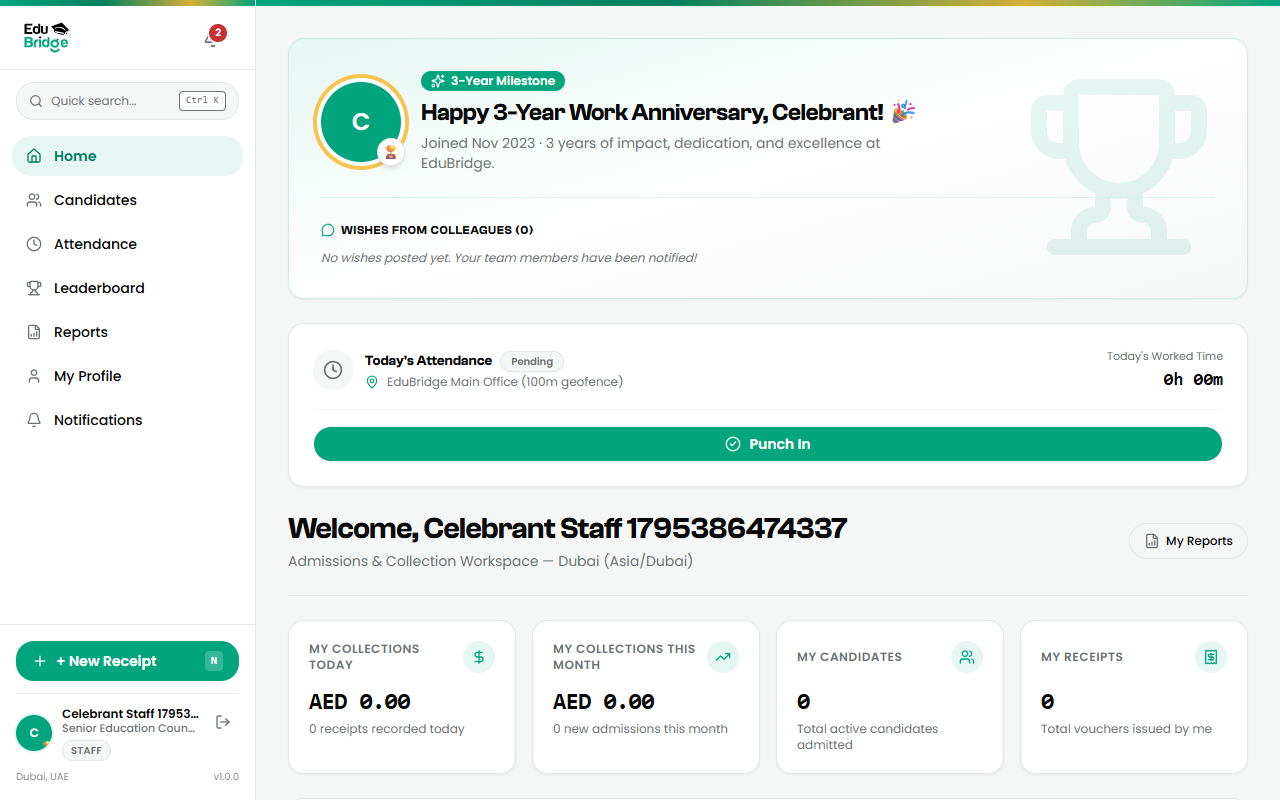 Edu
Bridge
2
Quick search...
Ctrl K
Home
Candidates
Attendance
Leaderboard
Reports
My Profile
Notifications
+ New Receipt
N
C
Celebrant Staff 17953...
Senior Education Coun...
STAFF
Dubai, UAE
v1.0.0
C
3-Year Milestone
Happy 3-Year Work Anniversary, Celebrant! 🎉
Joined Nov 2023 · 3 years of impact, dedication, and excellence at
EduBridge.
WISHES FROM COLLEAGUES (0)
No wishes posted yet. Your team members have been notified!
Today's Attendance
Pending
EduBridge Main Office (100m geofence)
Today's Worked Time
0h 00m
Punch In
Welcome, Celebrant Staff 1795386474337
Admissions & Collection Workspace — Dubai (Asia/Dubai)
My Reports
MY COLLECTIONS
TODAY
AED 0.00
0 receipts recorded today
MY COLLECTIONS THIS
MONTH
AED 0.00
0 new admissions this month
MY CANDIDATES
0
Total active candidates
admitted
MY RECEIPTS
0
Total vouchers issued by me